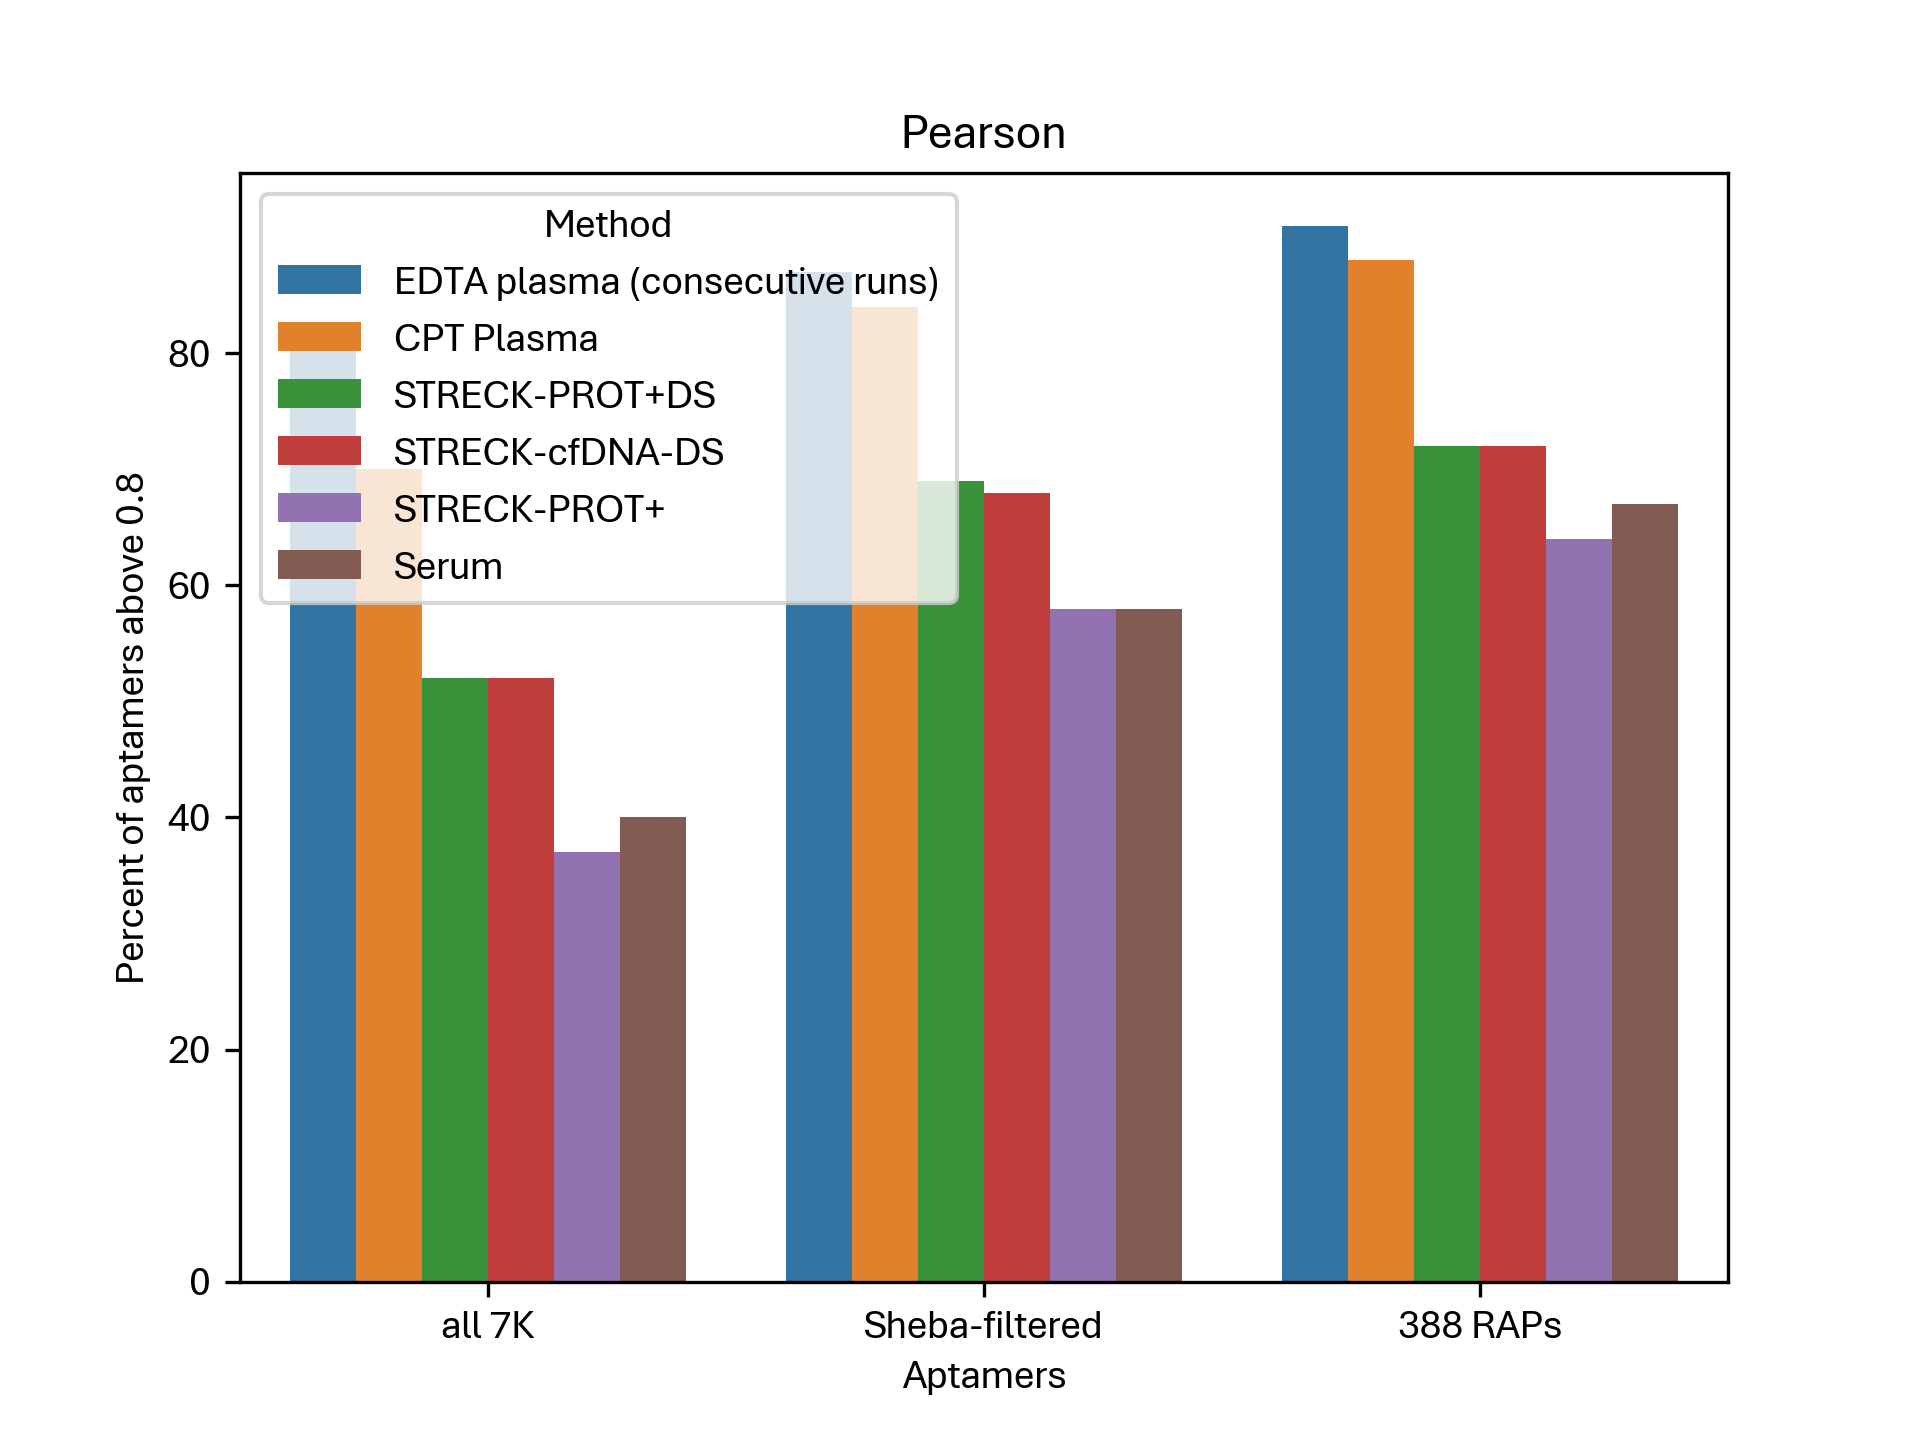 Pearson
Method
EDTA plasma (consecutive runs)
CPT Plasma
STRECK-PROT+DS
STRECK-cfDNA-DS
STRECK-PROT+
Serum
Percent of aptamers above 0.8
80
60
40
20
0
all 7K
Sheba-filtered
388 RAPs
Aptamers